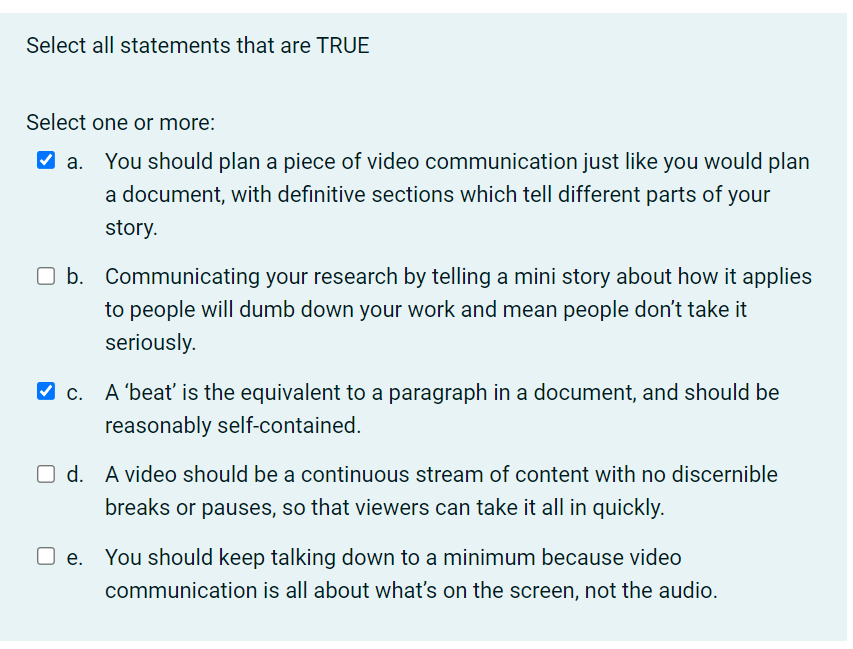 Select all statements that are TRUE
Select one or more:
a. You should plan a piece of video communication just like you would plan
a document, with definitive sections which tell different parts of your
story.
b. Communicating your research by telling a mini story about how it applies
to people will dumb down your work and mean people don’t take it
seriously.
c. A ‘beat’ is the equivalent to a paragraph in a document, and should be
reasonably self-contained.
d. A video should be a continuous stream of content with no discernible
breaks or pauses, so that viewers can take it all in quickly.
e. You should keep talking down to a minimum because video
communication is all about what’s on the screen, not the audio.